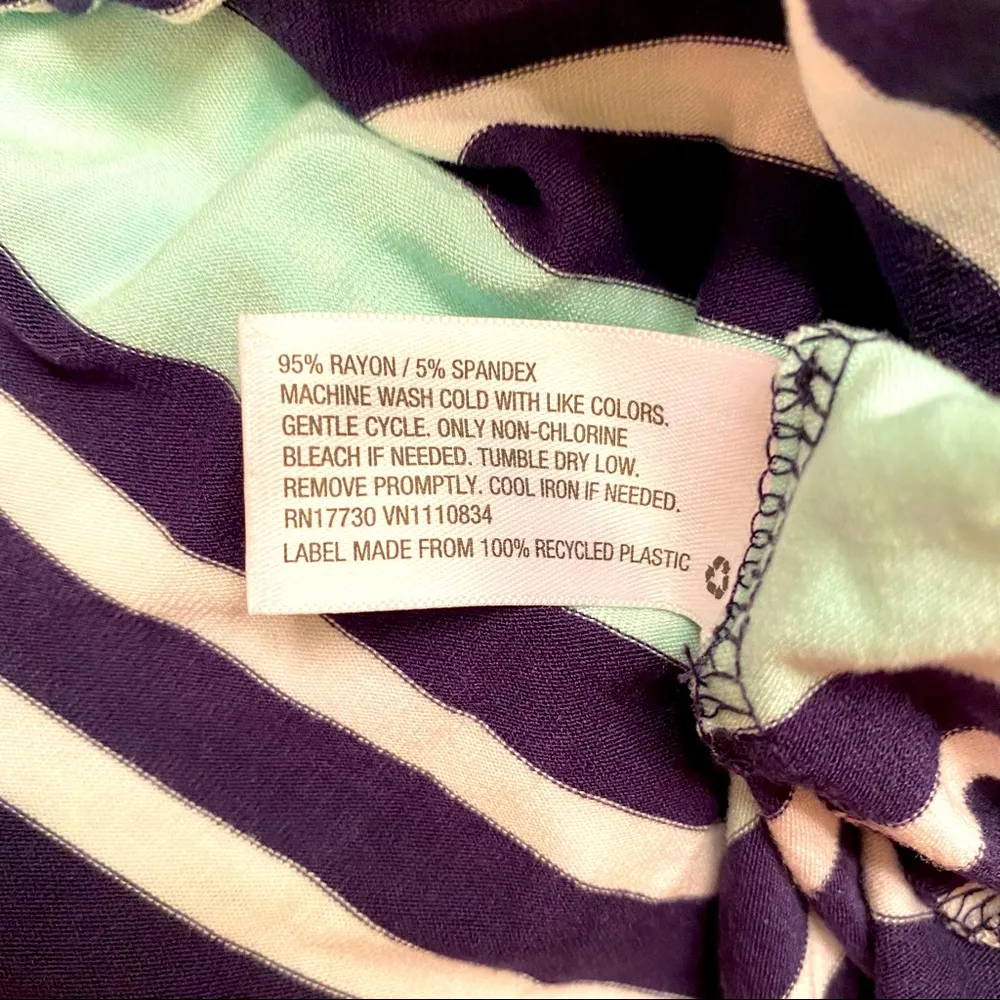 95% RAYON / 5% SPANDEX
MACHINE WASH COLD WITH LIKE COLORS.
GENTLE CYCLE. ONLY NON-CHLORINE
BLEACH IF NEEDED. TUMBLE DRY LOW.
REMOVE PROMPTLY. COOL IRON IF NEEDED.
RN17730 VN1110834
LABEL MADE FROM 100% RECYCLED PLASTIC